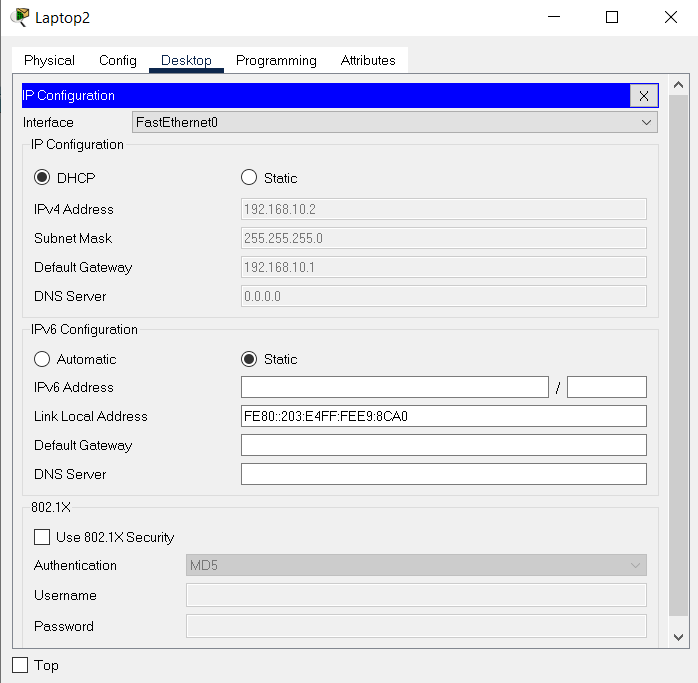 Laptop2
Physical Config Desktop Programming Attributes
IP Configuration X
Interface FastEthernet0
IP Configuration
DHCP Static
IPv4 Address 192.168.10.2
Subnet Mask 255.255.255.0
Default Gateway 192.168.10.1
DNS Server 0.0.0.0
IPv6 Configuration
Automatic Static
IPv6 Address /
Link Local Address FE80::203:E4FF:FEE9:8CA0
Default Gateway
DNS Server
802.1X
Use 802.1X Security
Authentication MD5
Username
Password
Top